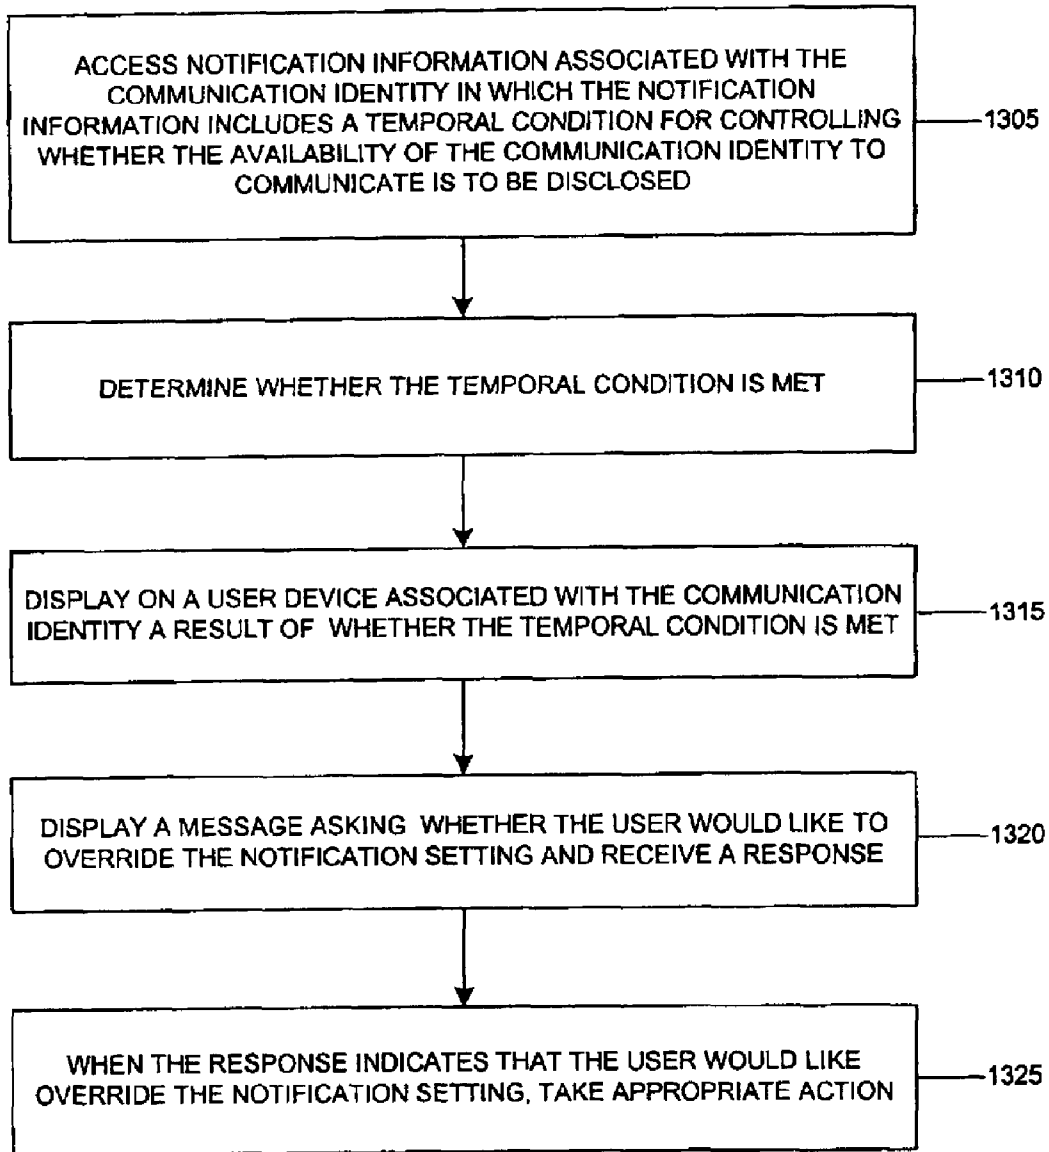 ACCESS NOTIFICATION INFORMATION ASSOCIATED WITH THE
COMMUNICATION IDENTITY IN WHICH THE NOTIFICATION
INFORMATION INCLUDES A TEMPORAL CONDITION FOR CONTROLLING
WHETHER THE AVAILABILITY OF THE COMMUNICATION IDENTITY TO
COMMUNICATE IS TO BE DISCLOSED
1305
DETERMINE WHETHER THE TEMPORAL CONDITION IS MET
1310
DISPLAY ON A USER DEVICE ASSOCIATED WITH THE COMMUNICATION
IDENTITY A RESULT OF WHETHER THE TEMPORAL CONDITION IS MET
1315
DISPLAY A MESSAGE ASKING WHETHER THE USER WOULD LIKE TO
OVERRIDE THE NOTIFICATION SETTING AND RECEIVE A RESPONSE
1320
WHEN THE RESPONSE INDICATES THAT THE USER WOULD LIKE
OVERRIDE THE NOTIFICATION SETTING, TAKE APPROPRIATE ACTION
1325